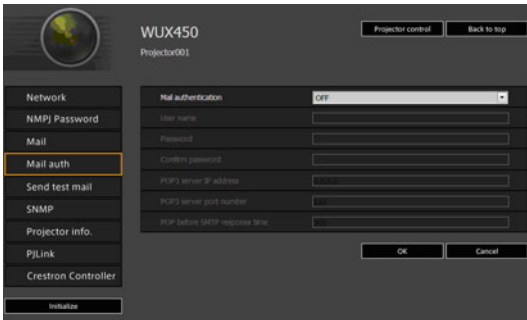 WUX450
Projector001
Projector control
Back to top
Network
NMPJ Password
Mail
Mail auth
Send test mail
SNMP
Projector info.
PJLink
Crestron Controller
Initialize
Mail authentication
OFF
User name
Password
Confirm password
POP3 server IP address
POP3 server port number
POP before SMTP response time
OK
Cancel